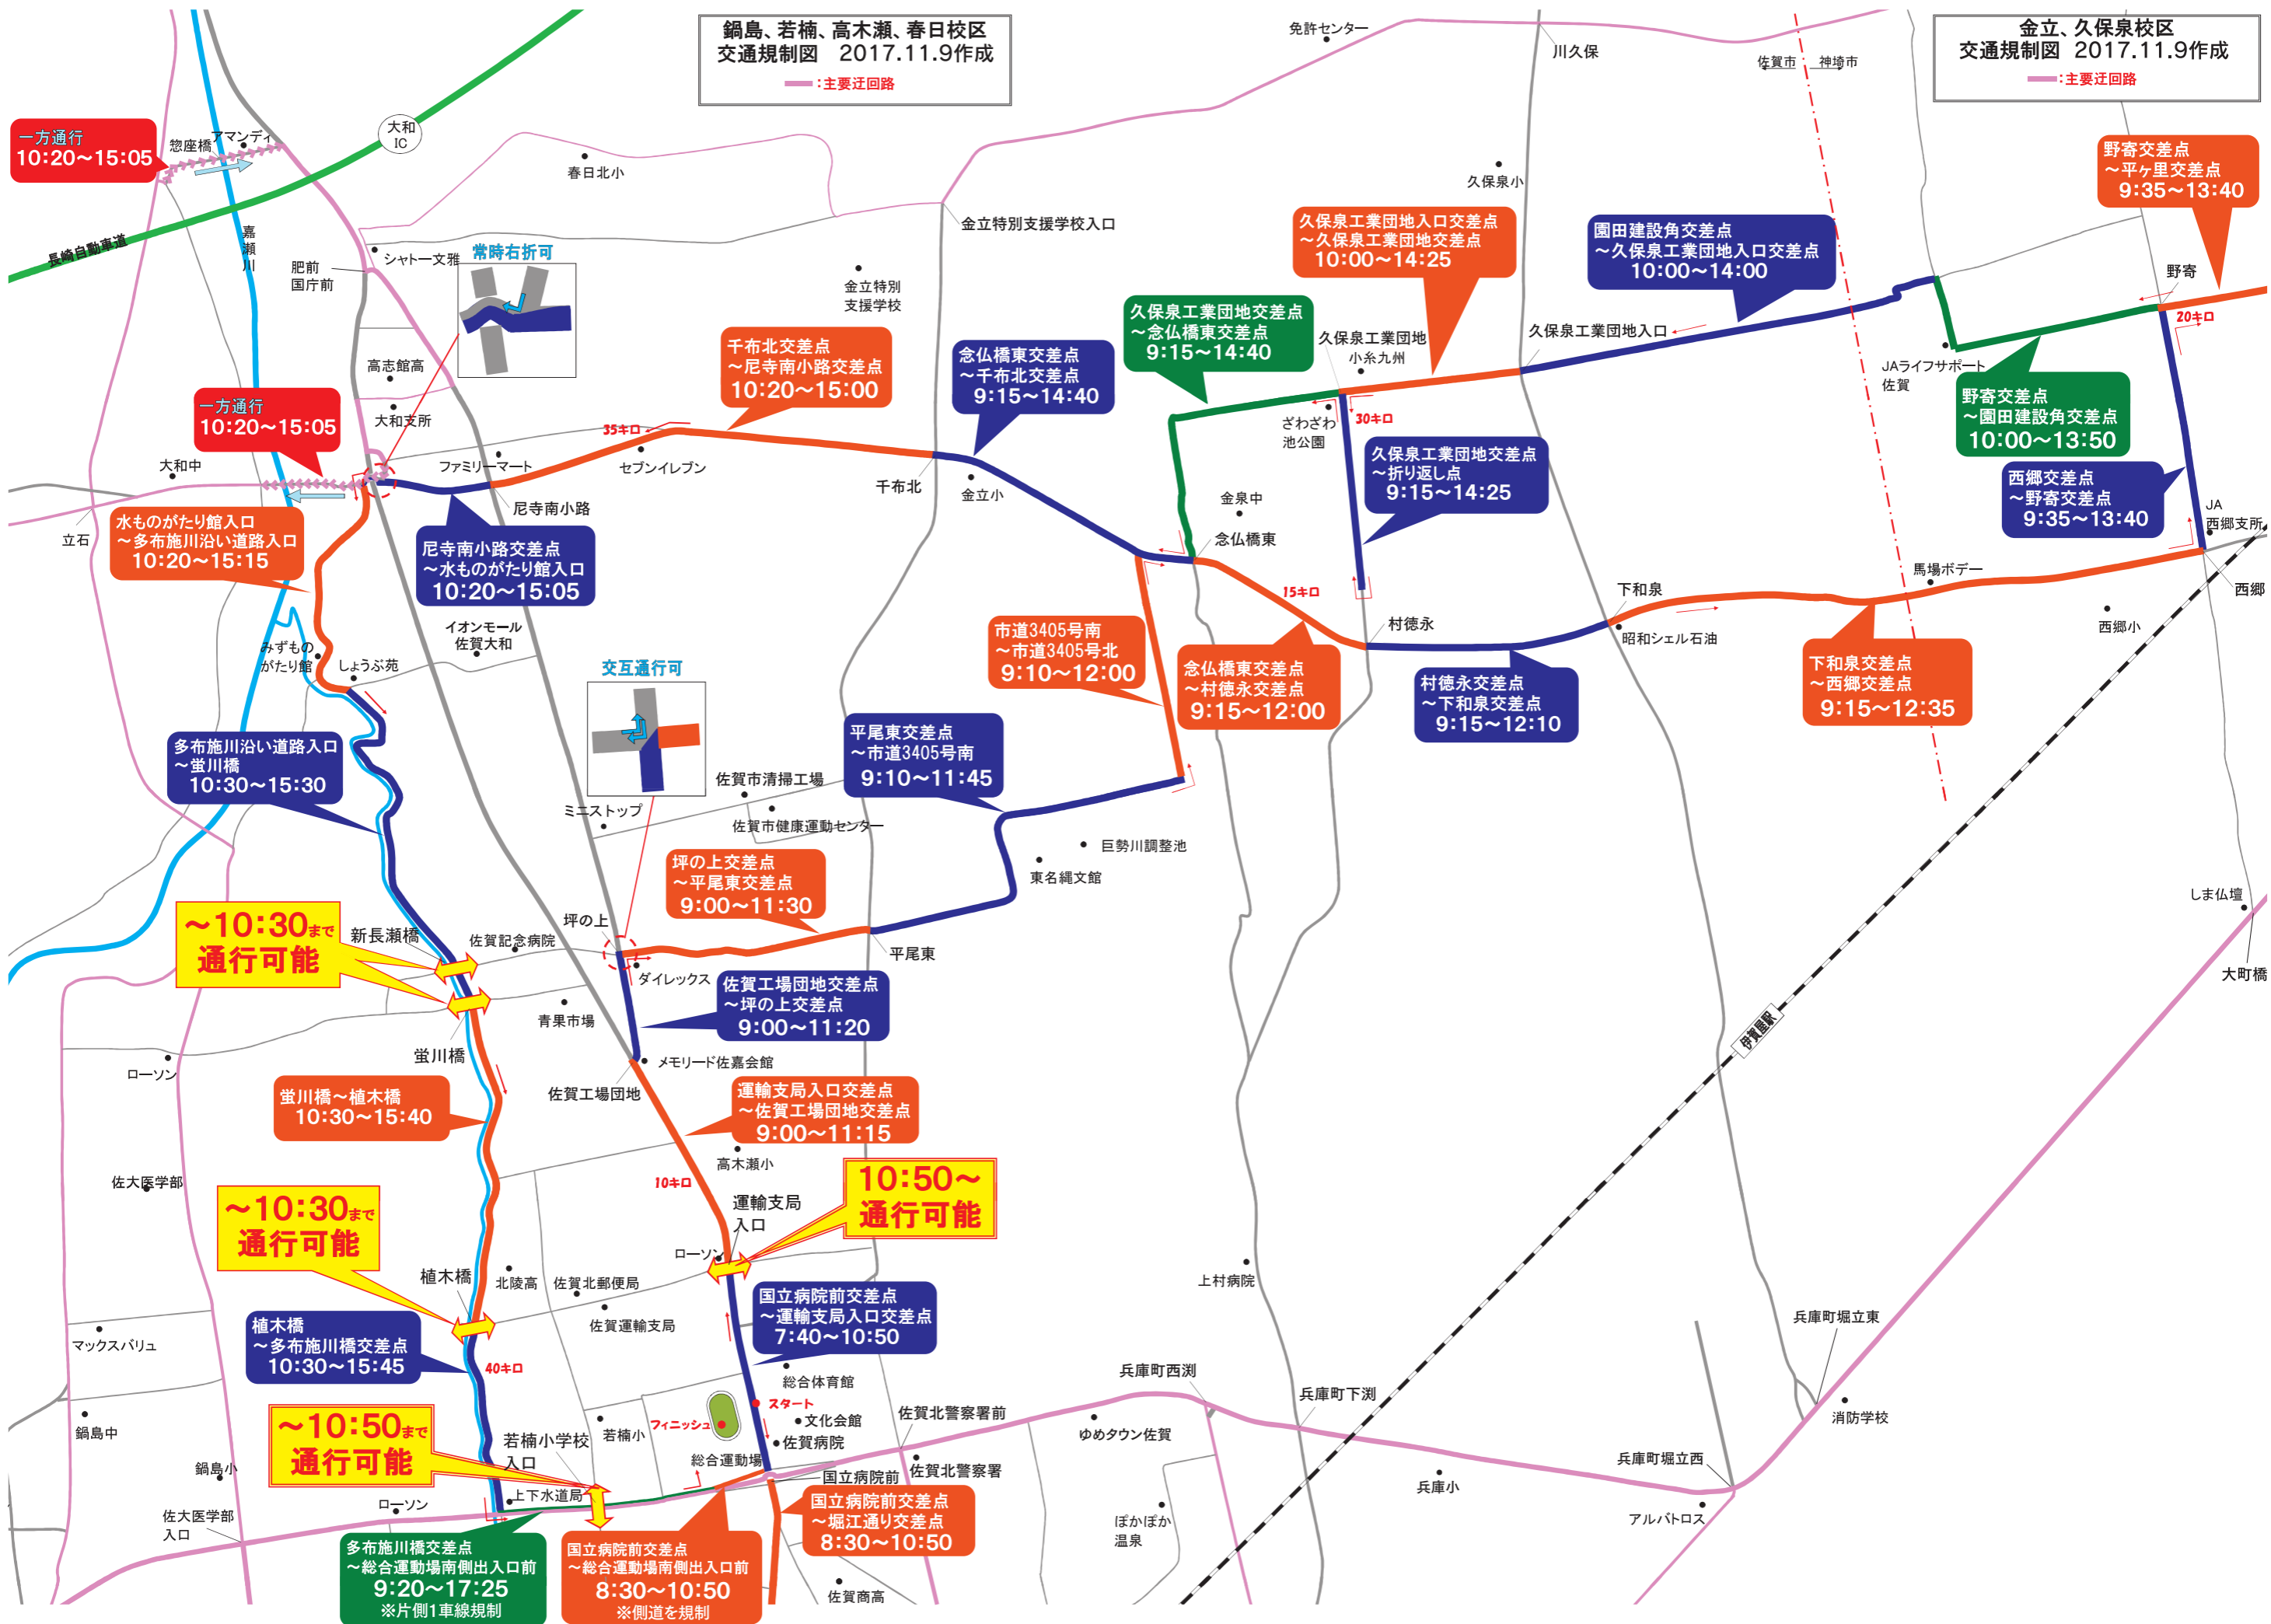 鍋島、若楠、高木瀬、春日校区
交通規制図 2017.11.9作成
:主要迂回路
金立、久保泉校区
交通規制図 2017.11.9作成
:主要迂回路
免許センター
川久保
佐賀市
神埼市
大和
IC
一方通行
10:20~15:05
惣座橋
アマンディ
春日北小
久保泉小
野寄交差点
~平ヶ里交差点
9:35~13:40
長崎自動車道
嘉瀬川
シャトー文雅
常時右折可
肥前
国庁前
金立特別支援学校入口
金立特別
支援学校
久保泉工業団地入口交差点
~久保泉工業団地交差点
10:00~14:25
園田建設角交差点
~久保泉工業団地入口交差点
10:00~14:00
野寄
20キロ
久保泉工業団地交差点
~念仏橋東交差点
9:15~14:40
久保泉工業団地
小糸九州
久保泉工業団地入口
千布北交差点
~尼寺南小路交差点
10:20~15:00
念仏橋東交差点
~千布北交差点
9:15~14:40
高志館高
大和支所
JAライフサポート
佐賀
野寄交差点
~園田建設角交差点
10:00~13:50
一方通行
10:20~15:05
35キロ
ざわざわ
池公園
30キロ
大和中
ファミリーマート
セブンイレブン
千布北
金立小
久保泉工業団地交差点
~折り返し点
9:15~14:25
西郷交差点
~野寄交差点
9:35~13:40
JA
西郷支所
尼寺南小路
金泉中
念仏橋東
立石
水ものがたり館入口
~多布施川沿い道路入口
10:20~15:15
尼寺南小路交差点
~水ものがたり館入口
10:20~15:05
15キロ
下和泉
馬場ボデー
西郷
西郷小
イオンモール
佐賀大和
みずもの
がたり館
しょうぶ苑
市道3405号南
~市道3405号北
9:10~12:00
村徳永
昭和シェル石油
交互通行可
念仏橋東交差点
~村徳永交差点
9:15~12:00
村徳永交差点
~下和泉交差点
9:15~12:10
下和泉交差点
~西郷交差点
9:15~12:35
多布施川沿い道路入口
~蛍川橋
10:30~15:30
平尾東交差点
~市道3405号南
9:10~11:45
佐賀市清掃工場
ミニストップ
佐賀市健康運動センター
巨勢川調整池
東名縄文館
坪の上交差点
~平尾東交差点
9:00~11:30
しま仏壇
~10:30まで
通行可能
新長瀬橋
佐賀記念病院
坪の上
平尾東
大町橋
ダイレックス
佐賀工場団地交差点
~坪の上交差点
9:00~11:20
青果市場
伊賀屋駅
蛍川橋
ローソン
メモリード佐嘉会館
佐賀工場団地
蛍川橋~植木橋
10:30~15:40
運輸支局入口交差点
~佐賀工場団地交差点
9:00~11:15
高木瀬小
佐大医学部
10キロ
10:50~
通行可能
~10:30まで
通行可能
運輸支局
入口
ローソン
植木橋
北陵高
佐賀北郵便局
佐賀運輸支局
上村病院
国立病院前交差点
~運輸支局入口交差点
7:40~10:50
マックスバリュ
植木橋
~多布施川橋交差点
10:30~15:45
40キロ
兵庫町堀立東
総合体育館
兵庫町西渕
兵庫町下渕
鍋島中
~10:50まで
通行可能
若楠小学校
入口
若楠小
フィニッシュ
スタート
文化会館
佐賀病院
佐賀北警察署前
ゆめタウン佐賀
消防学校
総合運動場
国立病院前
佐賀北警察署
鍋島小
兵庫小
兵庫町堀立西
佐大医学部
入口
ローソン
上下水道局
国立病院前交差点
~堀江通り交差点
8:30~10:50
ぽかぽか
温泉
アルバトロス
多布施川橋交差点
~総合運動場南側出入口前
9:20~17:25
※片側1車線規制
国立病院前交差点
~総合運動場南側出入口前
8:30~10:50
※側道を規制
佐賀商高